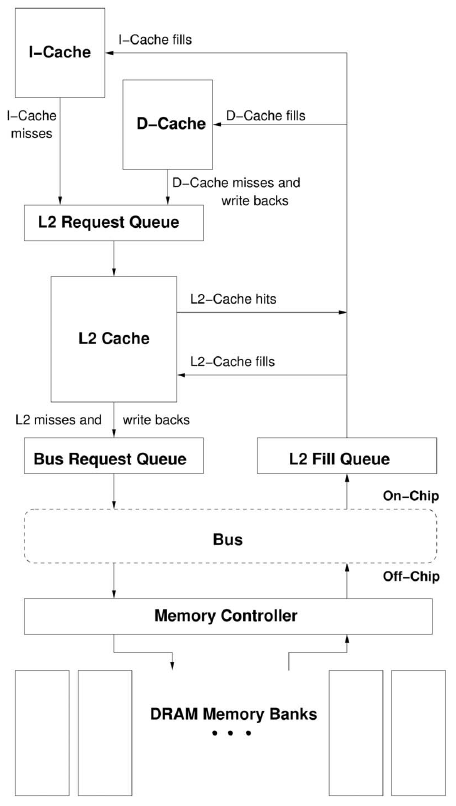 I–Cache fills
I–Cache
I–Cache
misses
D–Cache fills
D–Cache
D–Cache misses and
write backs
L2 Request Queue
L2–Cache hits
L2 Cache
L2–Cache fills
L2 misses and write backs
Bus Request Queue
L2 Fill Queue
On–Chip
Bus
Off–Chip
Memory Controller
DRAM Memory Banks
• • •